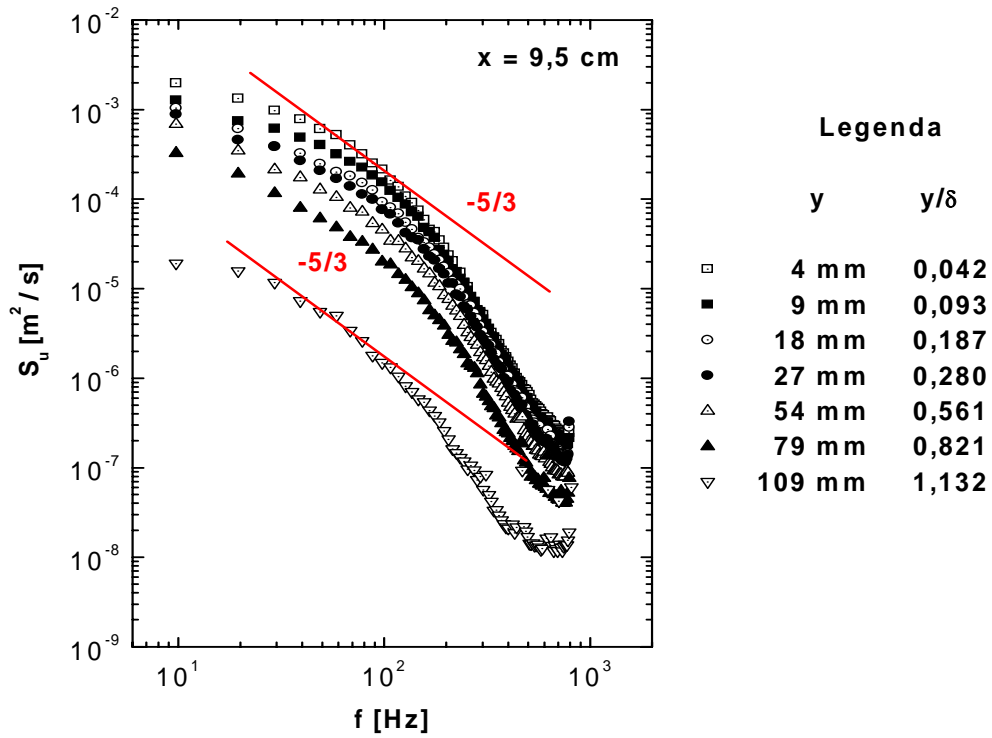 10^-2
10^-3
10^-4
10^-5
10^-6
10^-7
10^-8
10^-9
S_u [m^2 / s]
x = 9,5 cm
-5/3
-5/3
10^1 10^2 10^3
f [Hz]
Legenda
y y/δ
4 mm 0,042
9 mm 0,093
18 mm 0,187
27 mm 0,280
54 mm 0,561
79 mm 0,821
109 mm 1,132